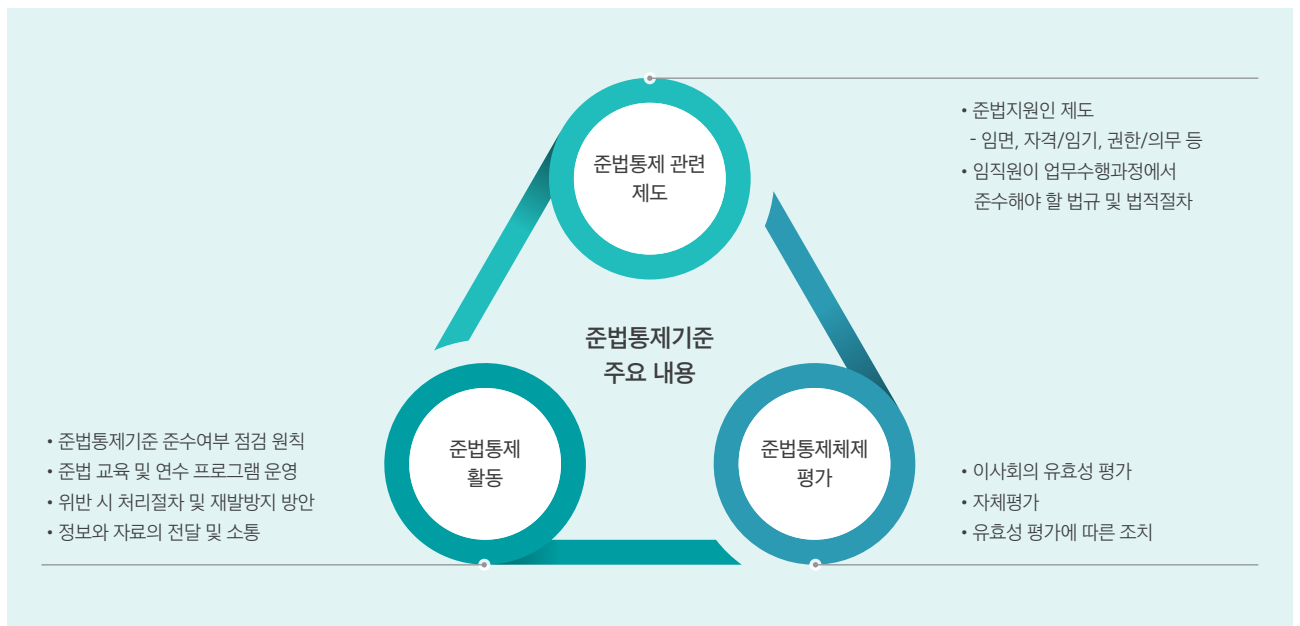 준법통제 관련
제도
• 준법지원인 제도
- 임면, 자격/임기, 권한/의무 등
• 임직원이 업무수행과정에서
준수해야 할 법규 및 법적절차
준법통제기준
주요 내용
준법통제
활동
• 준법통제기준 준수여부 점검 원칙
• 준법 교육 및 연수 프로그램 운영
• 위반 시 처리절차 및 재발방지 방안
• 정보와 자료의 전달 및 소통
준법통제체제
평가
• 이사회의 유효성 평가
• 자체평가
• 유효성 평가에 따른 조치